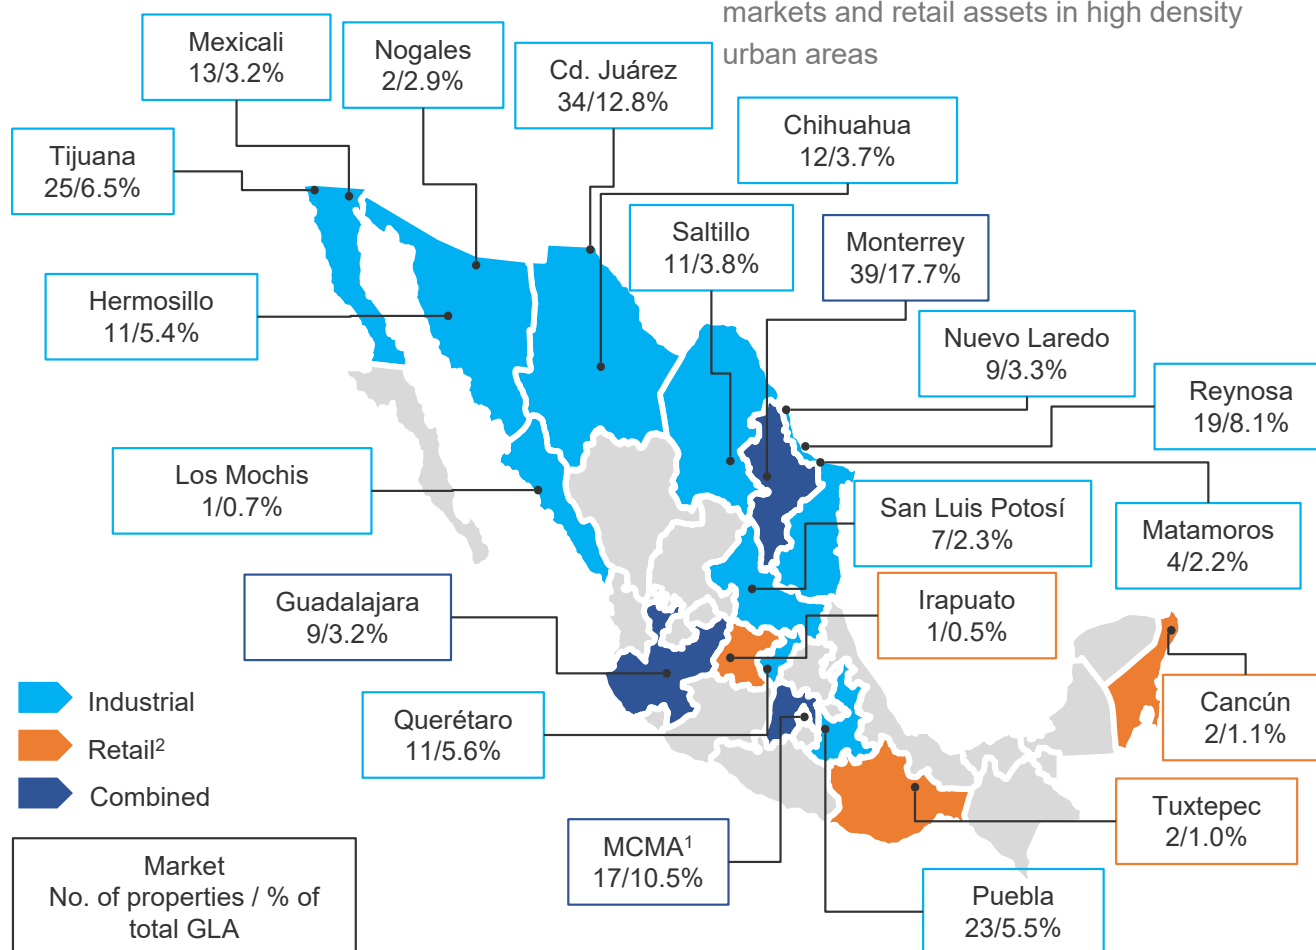 markets and retail assets in high density
urban areas
Mexicali
13/3.2%
Nogales
2/2.9%
Cd. Juárez
34/12.8%
Chihuahua
12/3.7%
Tijuana
25/6.5%
Saltillo
11/3.8%
Monterrey
39/17.7%
Hermosillo
11/5.4%
Nuevo Laredo
9/3.3%
Reynosa
19/8.1%
Los Mochis
1/0.7%
San Luis Potosí
7/2.3%
Matamoros
4/2.2%
Guadalajara
9/3.2%
Irapuato
1/0.5%
Cancún
2/1.1%
Industrial
Retail²
Combined
Querétaro
11/5.6%
Tuxtepec
2/1.0%
MCMA¹
17/10.5%
Puebla
23/5.5%
Market
No. of properties / % of
total GLA